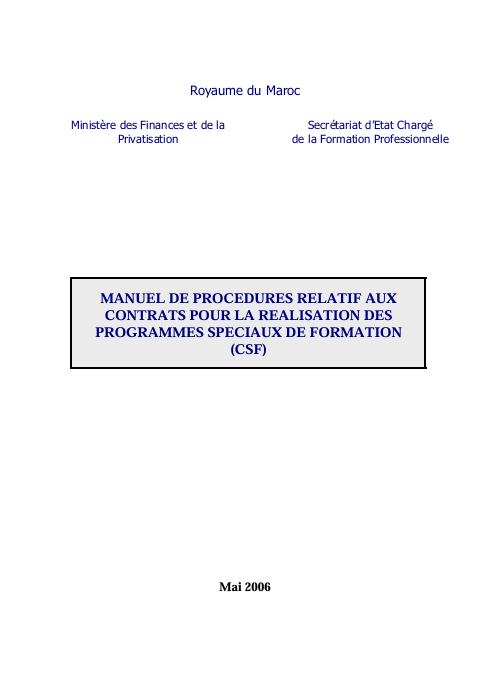 Royaume du Maroc
Ministère des Finances et de la
Privatisation
Secrétariat d'Etat Chargé
de la Formation Professionnelle
MANUEL DE PROCEDURES RELATIF AUX
CONTRATS POUR LA REALISATION DES
PROGRAMMES SPECIAUX DE FORMATION
(CSF)
Mai 2006